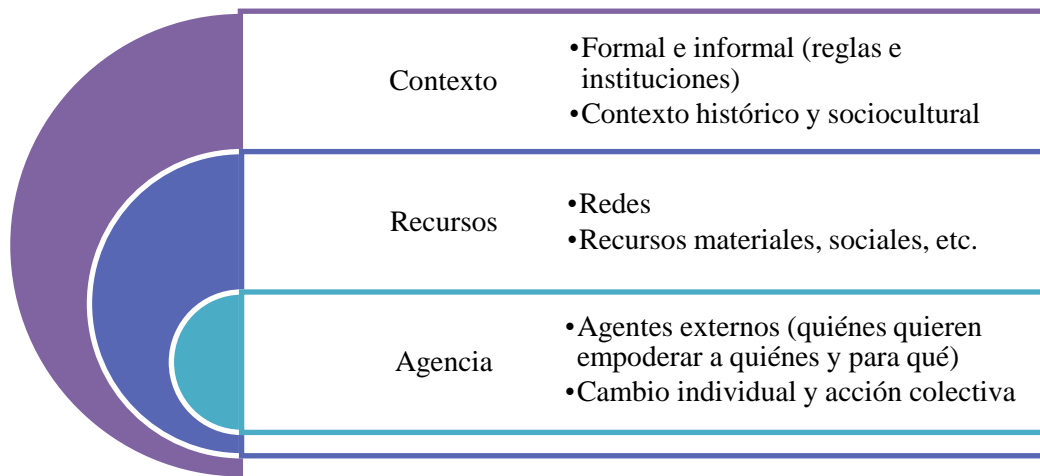 Contexto
•Formal e informal (reglas e
instituciones)
•Contexto histórico y sociocultural
Recursos
•Redes
•Recursos materiales, sociales, etc.
Agencia
•Agentes externos (quiénes quieren
empoderar a quiénes y para qué)
•Cambio individual y acción colectiva